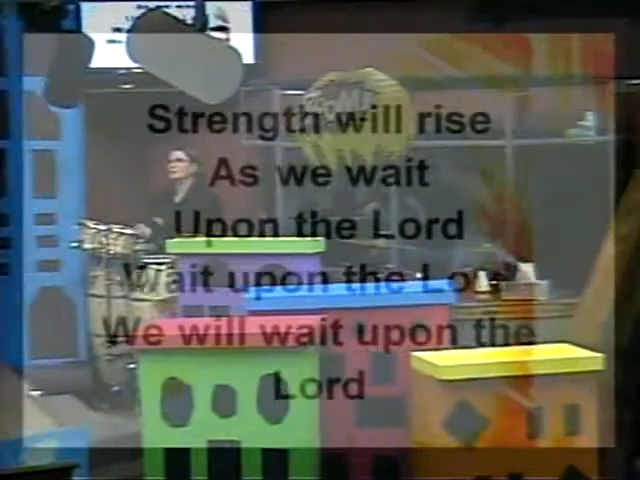 Strength will rise
As we wait
Upon the Lord
Wait upon the Lord
We will wait upon the
Lord